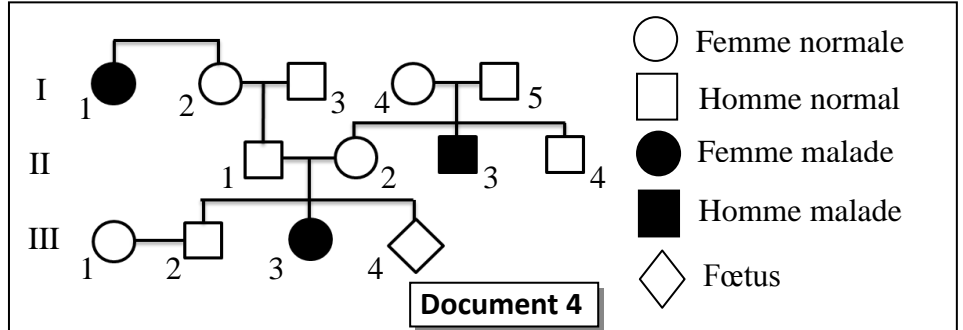 I
1
2
3
4
5
II
1
2
3
4
III
1
2
3
4
Femme normale
Homme normal
Femme malade
Homme malade
Fœtus
Document 4